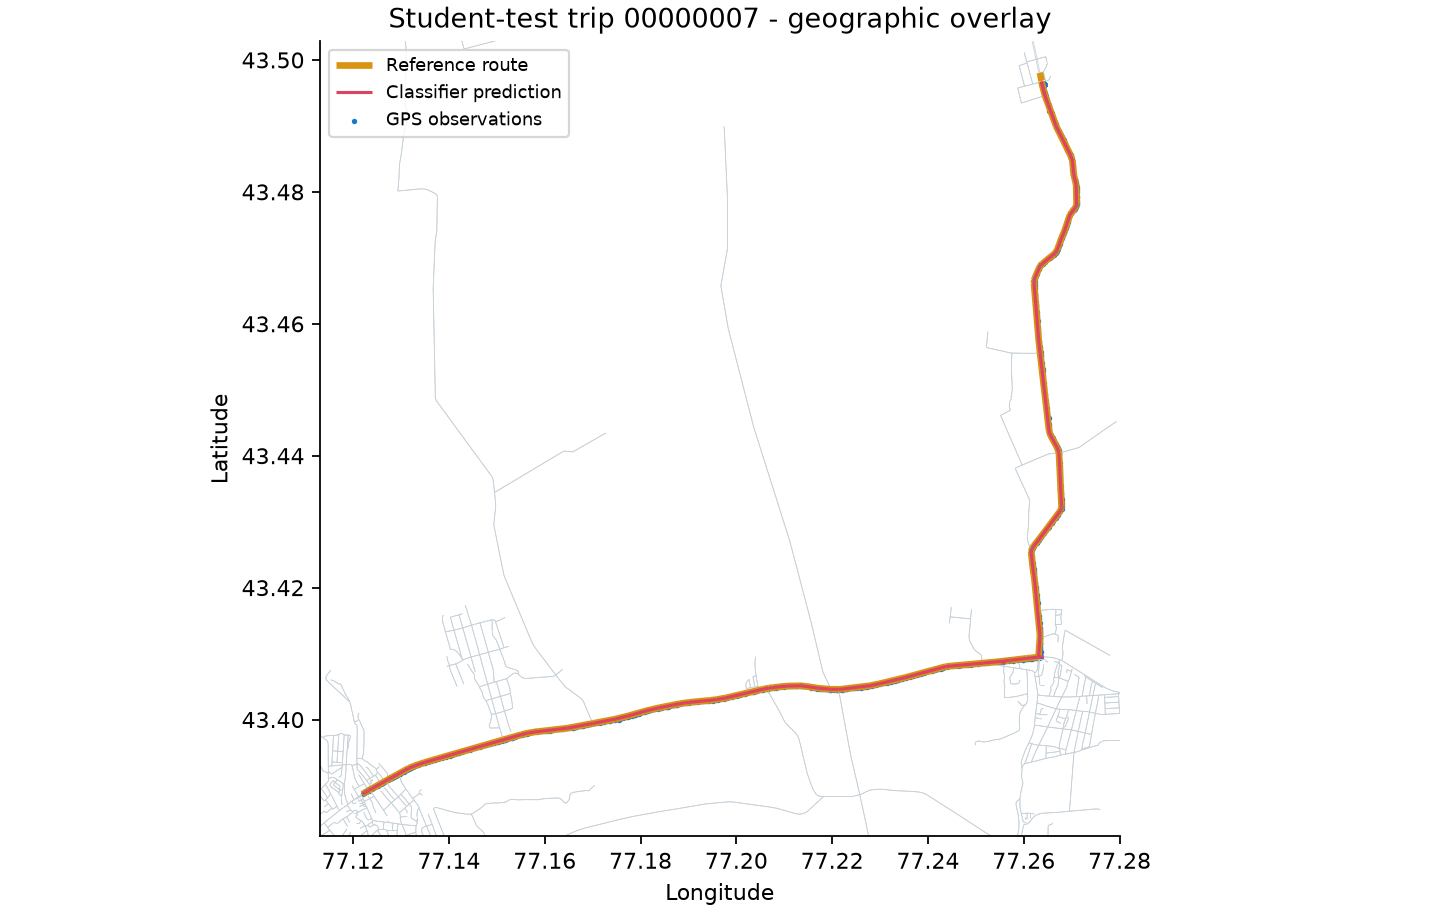 Student-test trip 00000007 - geographic overlay
Reference route
Classifier prediction
GPS observations
Latitude
43.50
43.48
43.46
43.44
43.42
43.40
77.12 77.14 77.16 77.18 77.20 77.22 77.24 77.26 77.28
Longitude